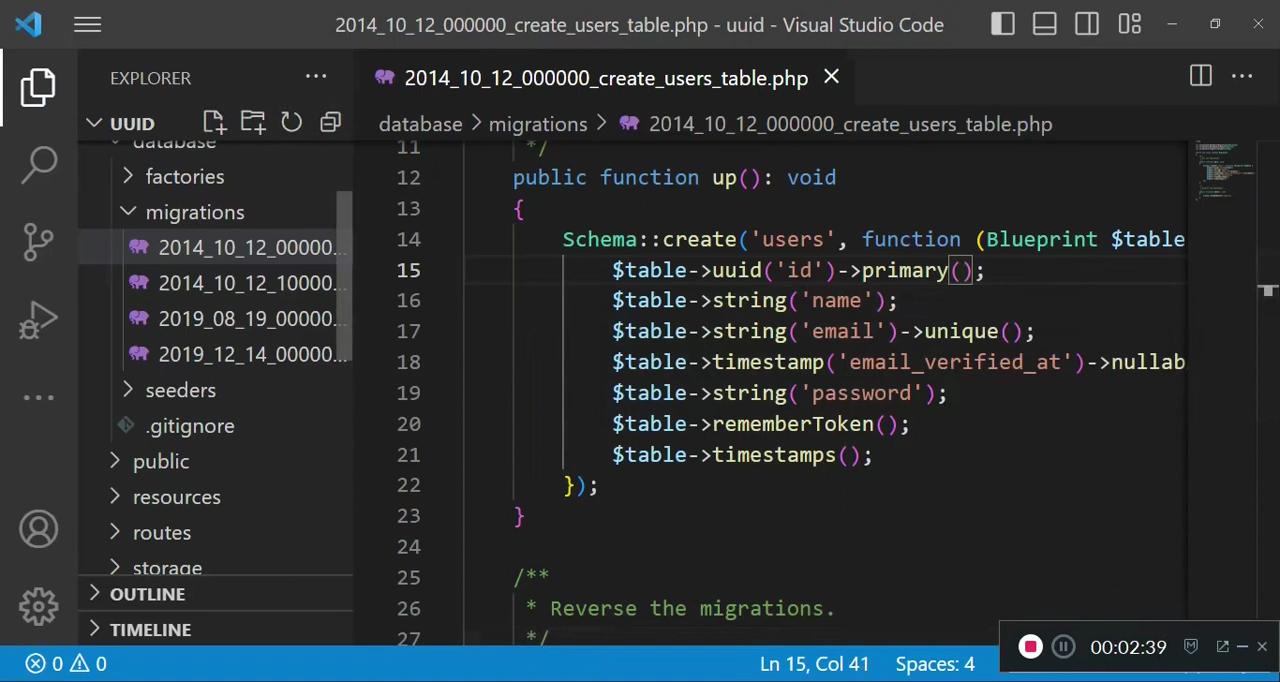 2014_10_12_000000_create_users_table.php - uuid - Visual Studio Code
EXPLORER
2014_10_12_000000_create_users_table.php
UUID
database > migrations > 2014_10_12_000000_create_users_table.php
database
factories
migrations
2014_10_12_00000...
2014_10_12_10000...
2019_08_19_00000...
2019_12_14_00000...
seeders
.gitignore
public
resources
routes
storage
OUTLINE
TIMELINE
11 */
12 public function up(): void
13 {
14 Schema::create('users', function (Blueprint $table
15 $table->uuid('id')->primary();
16 $table->string('name');
17 $table->string('email')->unique();
18 $table->timestamp('email_verified_at')->nullab
19 $table->string('password');
20 $table->rememberToken();
21 $table->timestamps();
22 });
23 }
24
25 /**
26 * Reverse the migrations.
27 */
00:02:39
0 0
Ln 15, Col 41
Spaces: 4